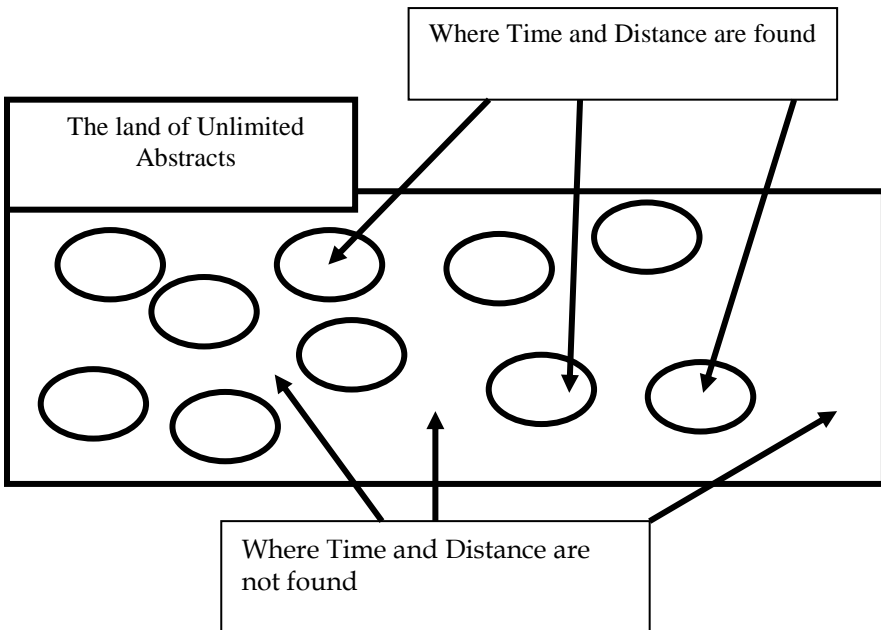 Where Time and Distance are found
The land of Unlimited
Abstracts
Where Time and Distance are
not found